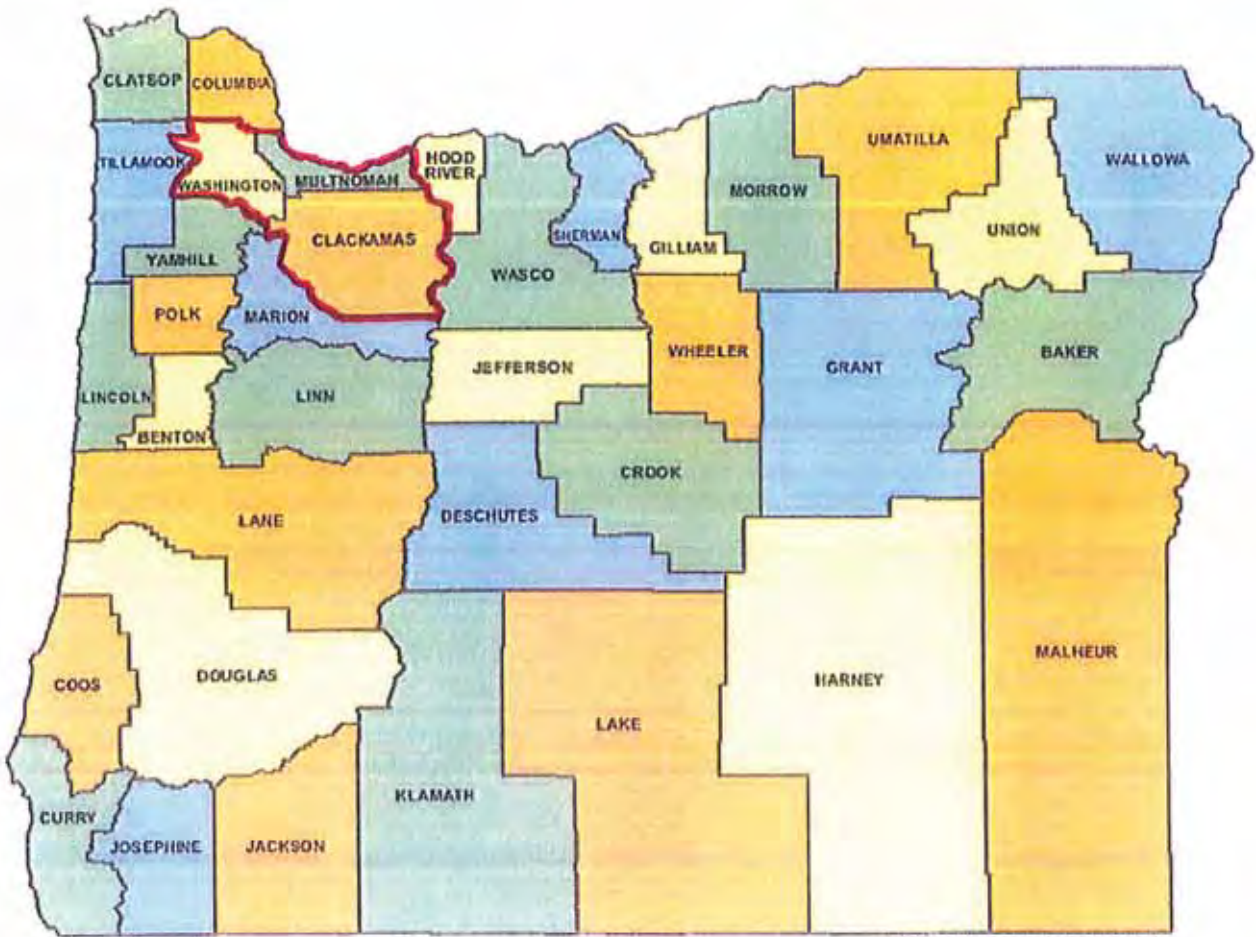 CLATSOP
COLUMBIA
TILLAMOOK
WASHINGTON
MULTNOMAH
HOOD
RIVER
CLACKAMAS
YAMHILL
POLK
MARION
WASCO
SHERMAN
GILLIAM
MORROW
UMATILLA
UNION
WALLOWA
LINCOLN
BENTON
LINN
JEFFERSON
WHEELER
GRANT
BAKER
LANE
DESCHUTES
CROOK
COOS
DOUGLAS
LAKE
HARNEY
MALHEUR
CURRY
JOSEPHINE
JACKSON
KLAMATH